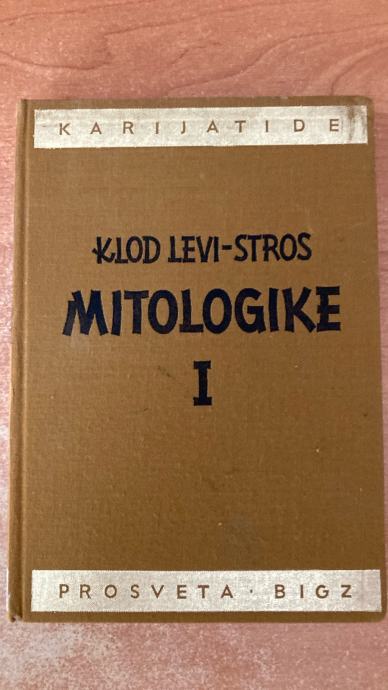 KARIJATIDE
KLOD LEVI-STROS
MITOLOGIKE
I
PROSVETA · BIGZ